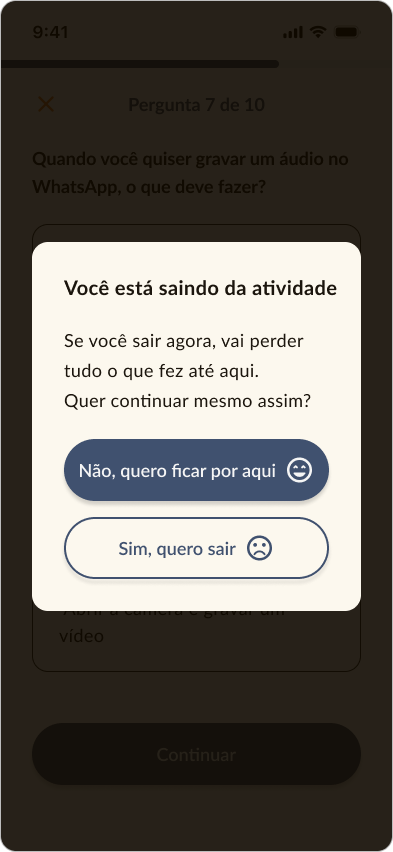 9:41
Pergunta 7 de 10
Quando você quiser gravar um áudio no
WhatsApp, o que deve fazer?
Você está saindo da atividade
Se você sair agora, vai perder
tudo o que fez até aqui.
Quer continuar mesmo assim?
Não, quero ficar por aqui
Sim, quero sair
Abrir a câmera e gravar um
vídeo
Continuar